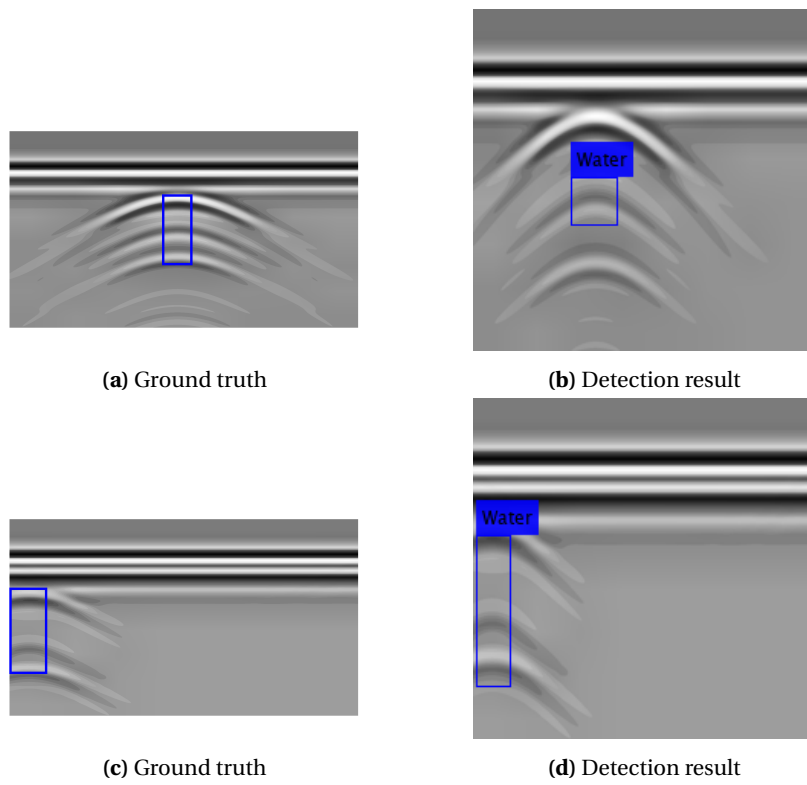 Water
(a) Ground truth
(b) Detection result
Water
(c) Ground truth
(d) Detection result